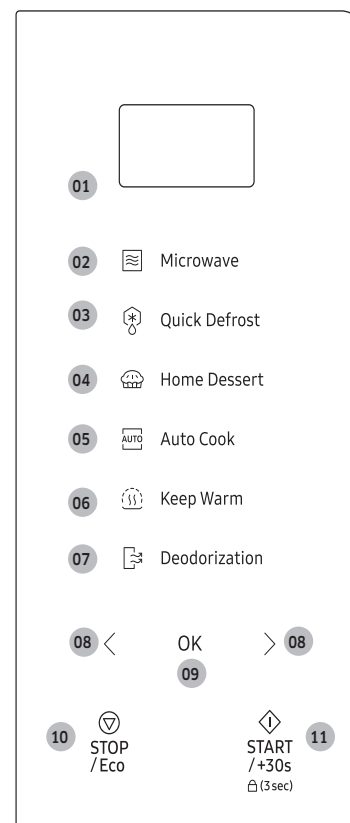 01
02 Microwave
03 Quick Defrost
04 Home Dessert
05 AUTO Auto Cook
06 Keep Warm
07 Deodorization
08 < OK > 08
09
10 STOP
/Eco
START 11
/+30s
(3 sec)